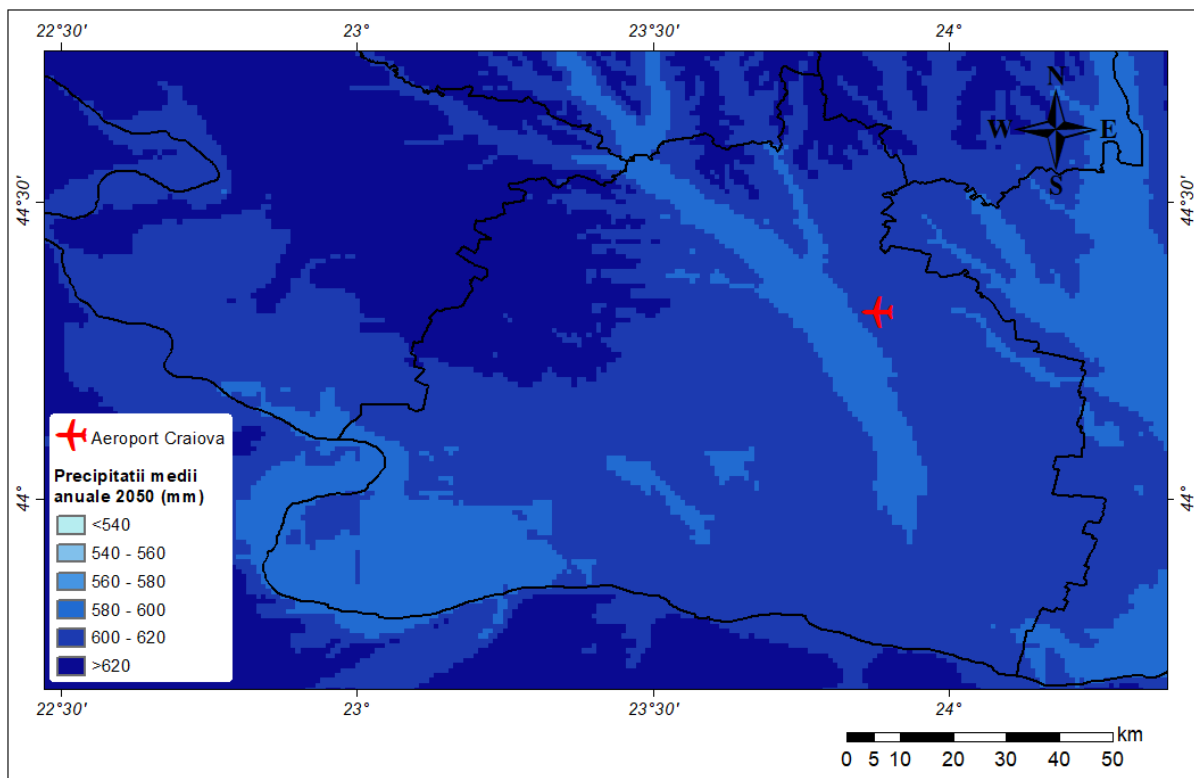 22°30' 23° 23°30' 24°
N
W E
S
44°30' 44°30'
Aeroport Craiova
Precipitatii medii
anuale 2050 (mm)
<540
540 - 560
560 - 580
580 - 600
600 - 620
>620
44° 44°
22°30' 23° 23°30' 24°
km
0 5 10 20 30 40 50